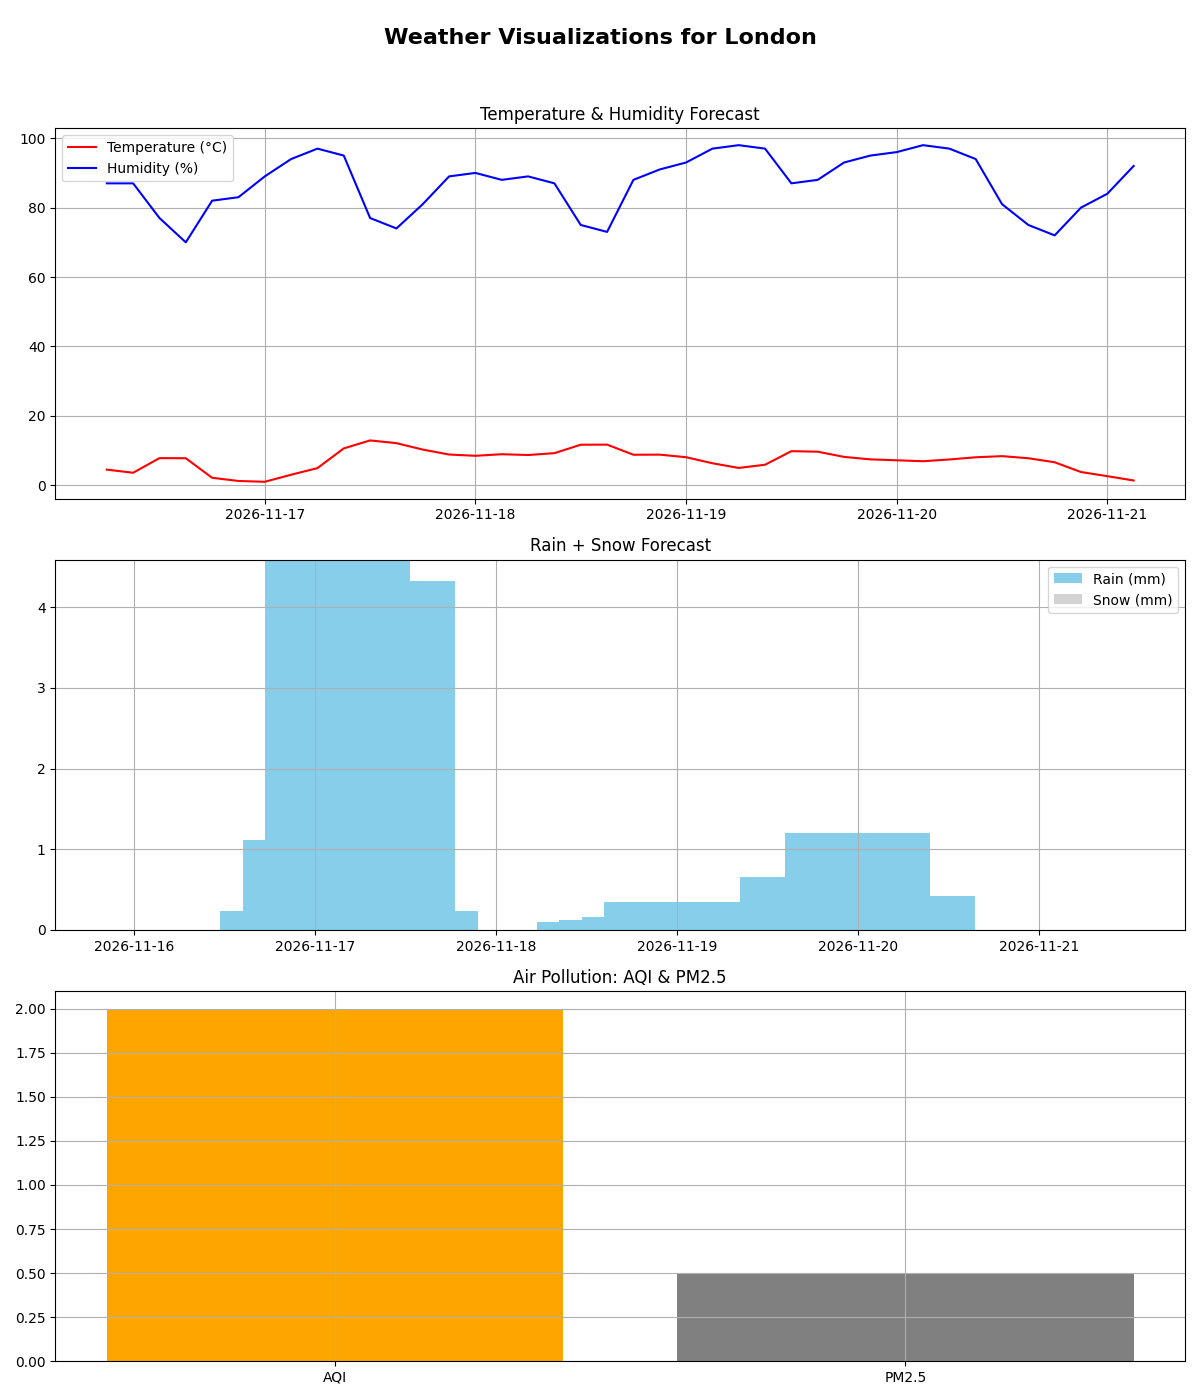 Weather Visualizations for London
Temperature & Humidity Forecast
Temperature (°C)
Humidity (%)
100
80
60
40
20
0
2026-11-17 2026-11-18 2026-11-19 2026-11-20 2026-11-21
Rain + Snow Forecast
Rain (mm)
Snow (mm)
4
3
2
1
0
2026-11-16 2026-11-17 2026-11-18 2026-11-19 2026-11-20 2026-11-21
Air Pollution: AQI & PM2.5
2.00
1.75
1.50
1.25
1.00
0.75
0.50
0.25
0.00
AQI PM2.5